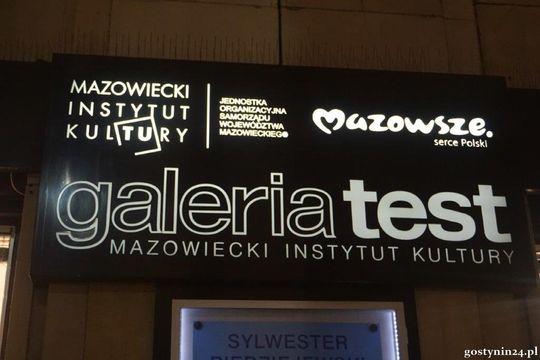 MAZOWIECKI
INSTYTUT
KULTURY
JEDNOSTKA
ORGANIZACYJNA
SAMORZĄDU
WOJEWÓDZTWA
MAZOWIECKIEGO
Mazowsze.
serce Polski
galeria test
MAZOWIECKI INSTYTUT KULTURY
SYLWESTER
gostynin24.pl